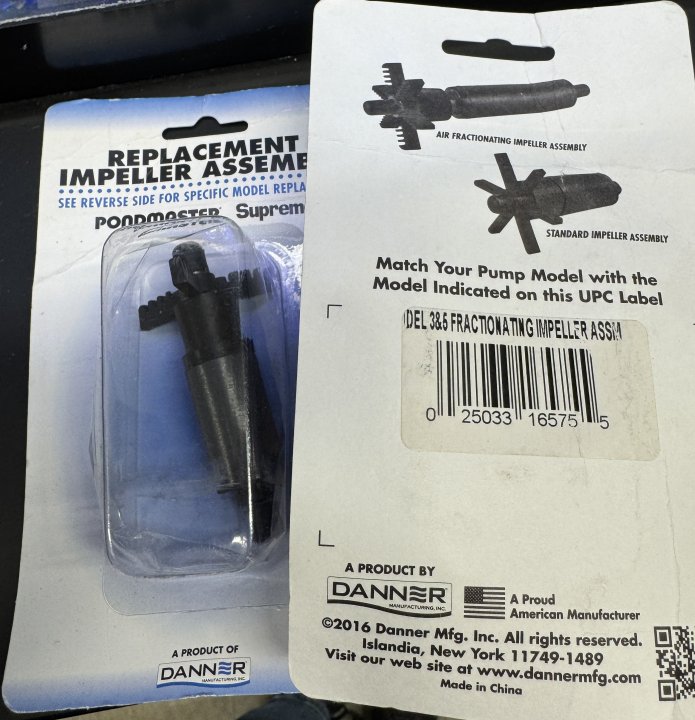 REPLACEMENT
IMPELLER ASSEMB
SEE REVERSE SIDE FOR SPECIFIC MODEL REPLA
PONDMASTER Suprem
A PRODUCT OF
DANNER
MANUFACTURING, INC.
AIR FRACTIONATING IMPELLER ASSEMBLY
STANDARD IMPELLER ASSEMBLY
Match Your Pump Model with the
Model Indicated on this UPC Label
DEL 3&5 FRACTIONATING IMPELLER ASSM
0 25033 16575 5
A PRODUCT BY
DANNER
MANUFACTURING, INC.
A Proud
American Manufacturer
©2016 Danner Mfg. Inc. All rights reserved.
Islandia, New York 11749-1489
Visit our web site at www.dannermfg.com
Made in China